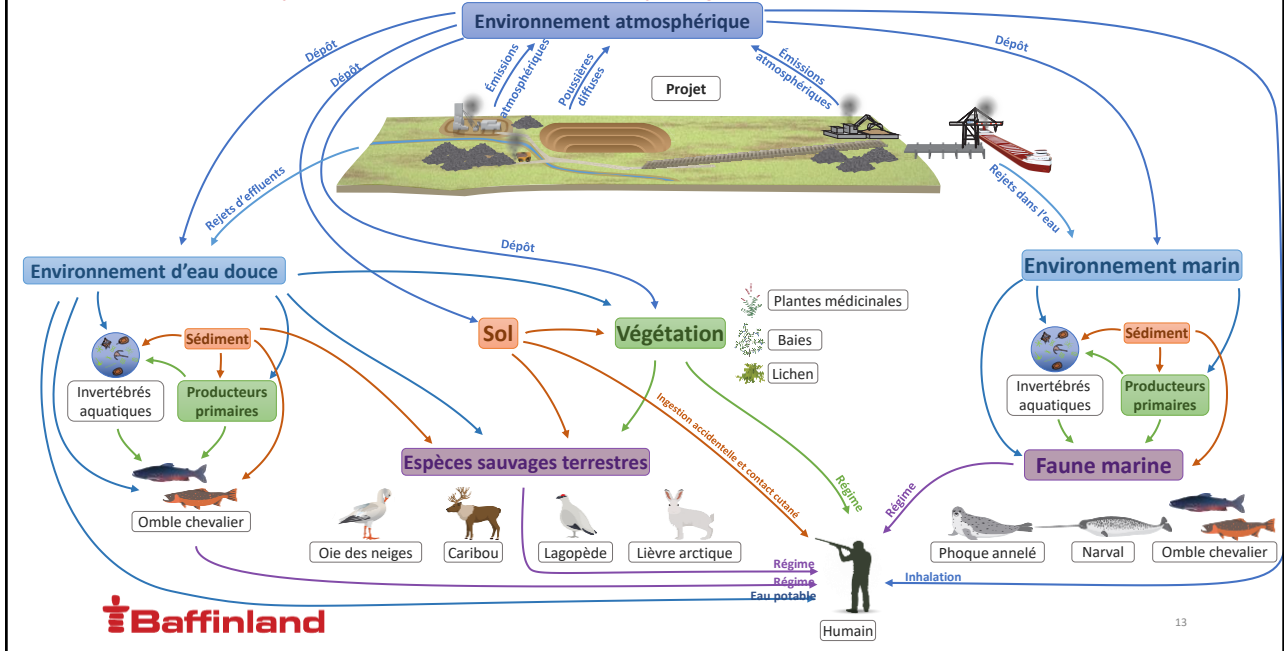 Environnement atmosphérique
Dépôt
Dépôt
Émissions
atmosphériques
Poussières
diffuses
Émissions
atmosphériques
Dépôt
Projet
Rejets d'effluents
Rejets dans l'eau
Dépôt
Environnement d'eau douce
Environnement marin
Plantes médicinales
Baies
Lichen
Sol
Végétation
Sédiment
Invertébrés
aquatiques
Producteurs
primaires
Sédiment
Invertébrés
aquatiques
Producteurs
primaires
Ingestion accidentelle et contact cutané
Régime
Régime
Espèces sauvages terrestres
Faune marine
Omble chevalier
Oie des neiges
Caribou
Lagopède
Lièvre arctique
Phoque annelé
Narval
Omble chevalier
Régime
Régime
Eau potable
Inhalation
Humain
Baffinland
13